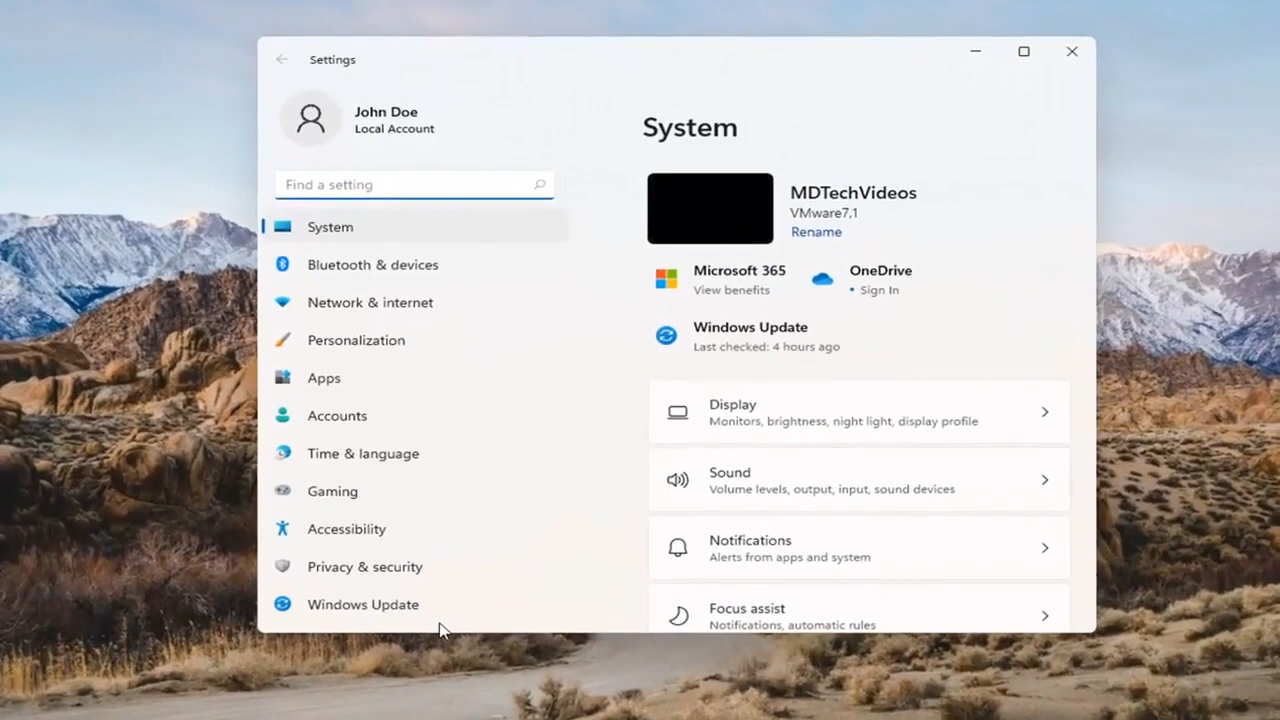 Settings
John Doe
Local Account
Find a setting
System
Bluetooth & devices
Network & internet
Personalization
Apps
Accounts
Time & language
Gaming
Accessibility
Privacy & security
Windows Update
System
MDTechVideos
VMware7,1
Rename
Microsoft 365
View benefits
OneDrive
• Sign In
Windows Update
Last checked: 4 hours ago
Display
Monitors, brightness, night light, display profile
Sound
Volume levels, output, input, sound devices
Notifications
Alerts from apps and system
Focus assist
Notifications, automatic rules